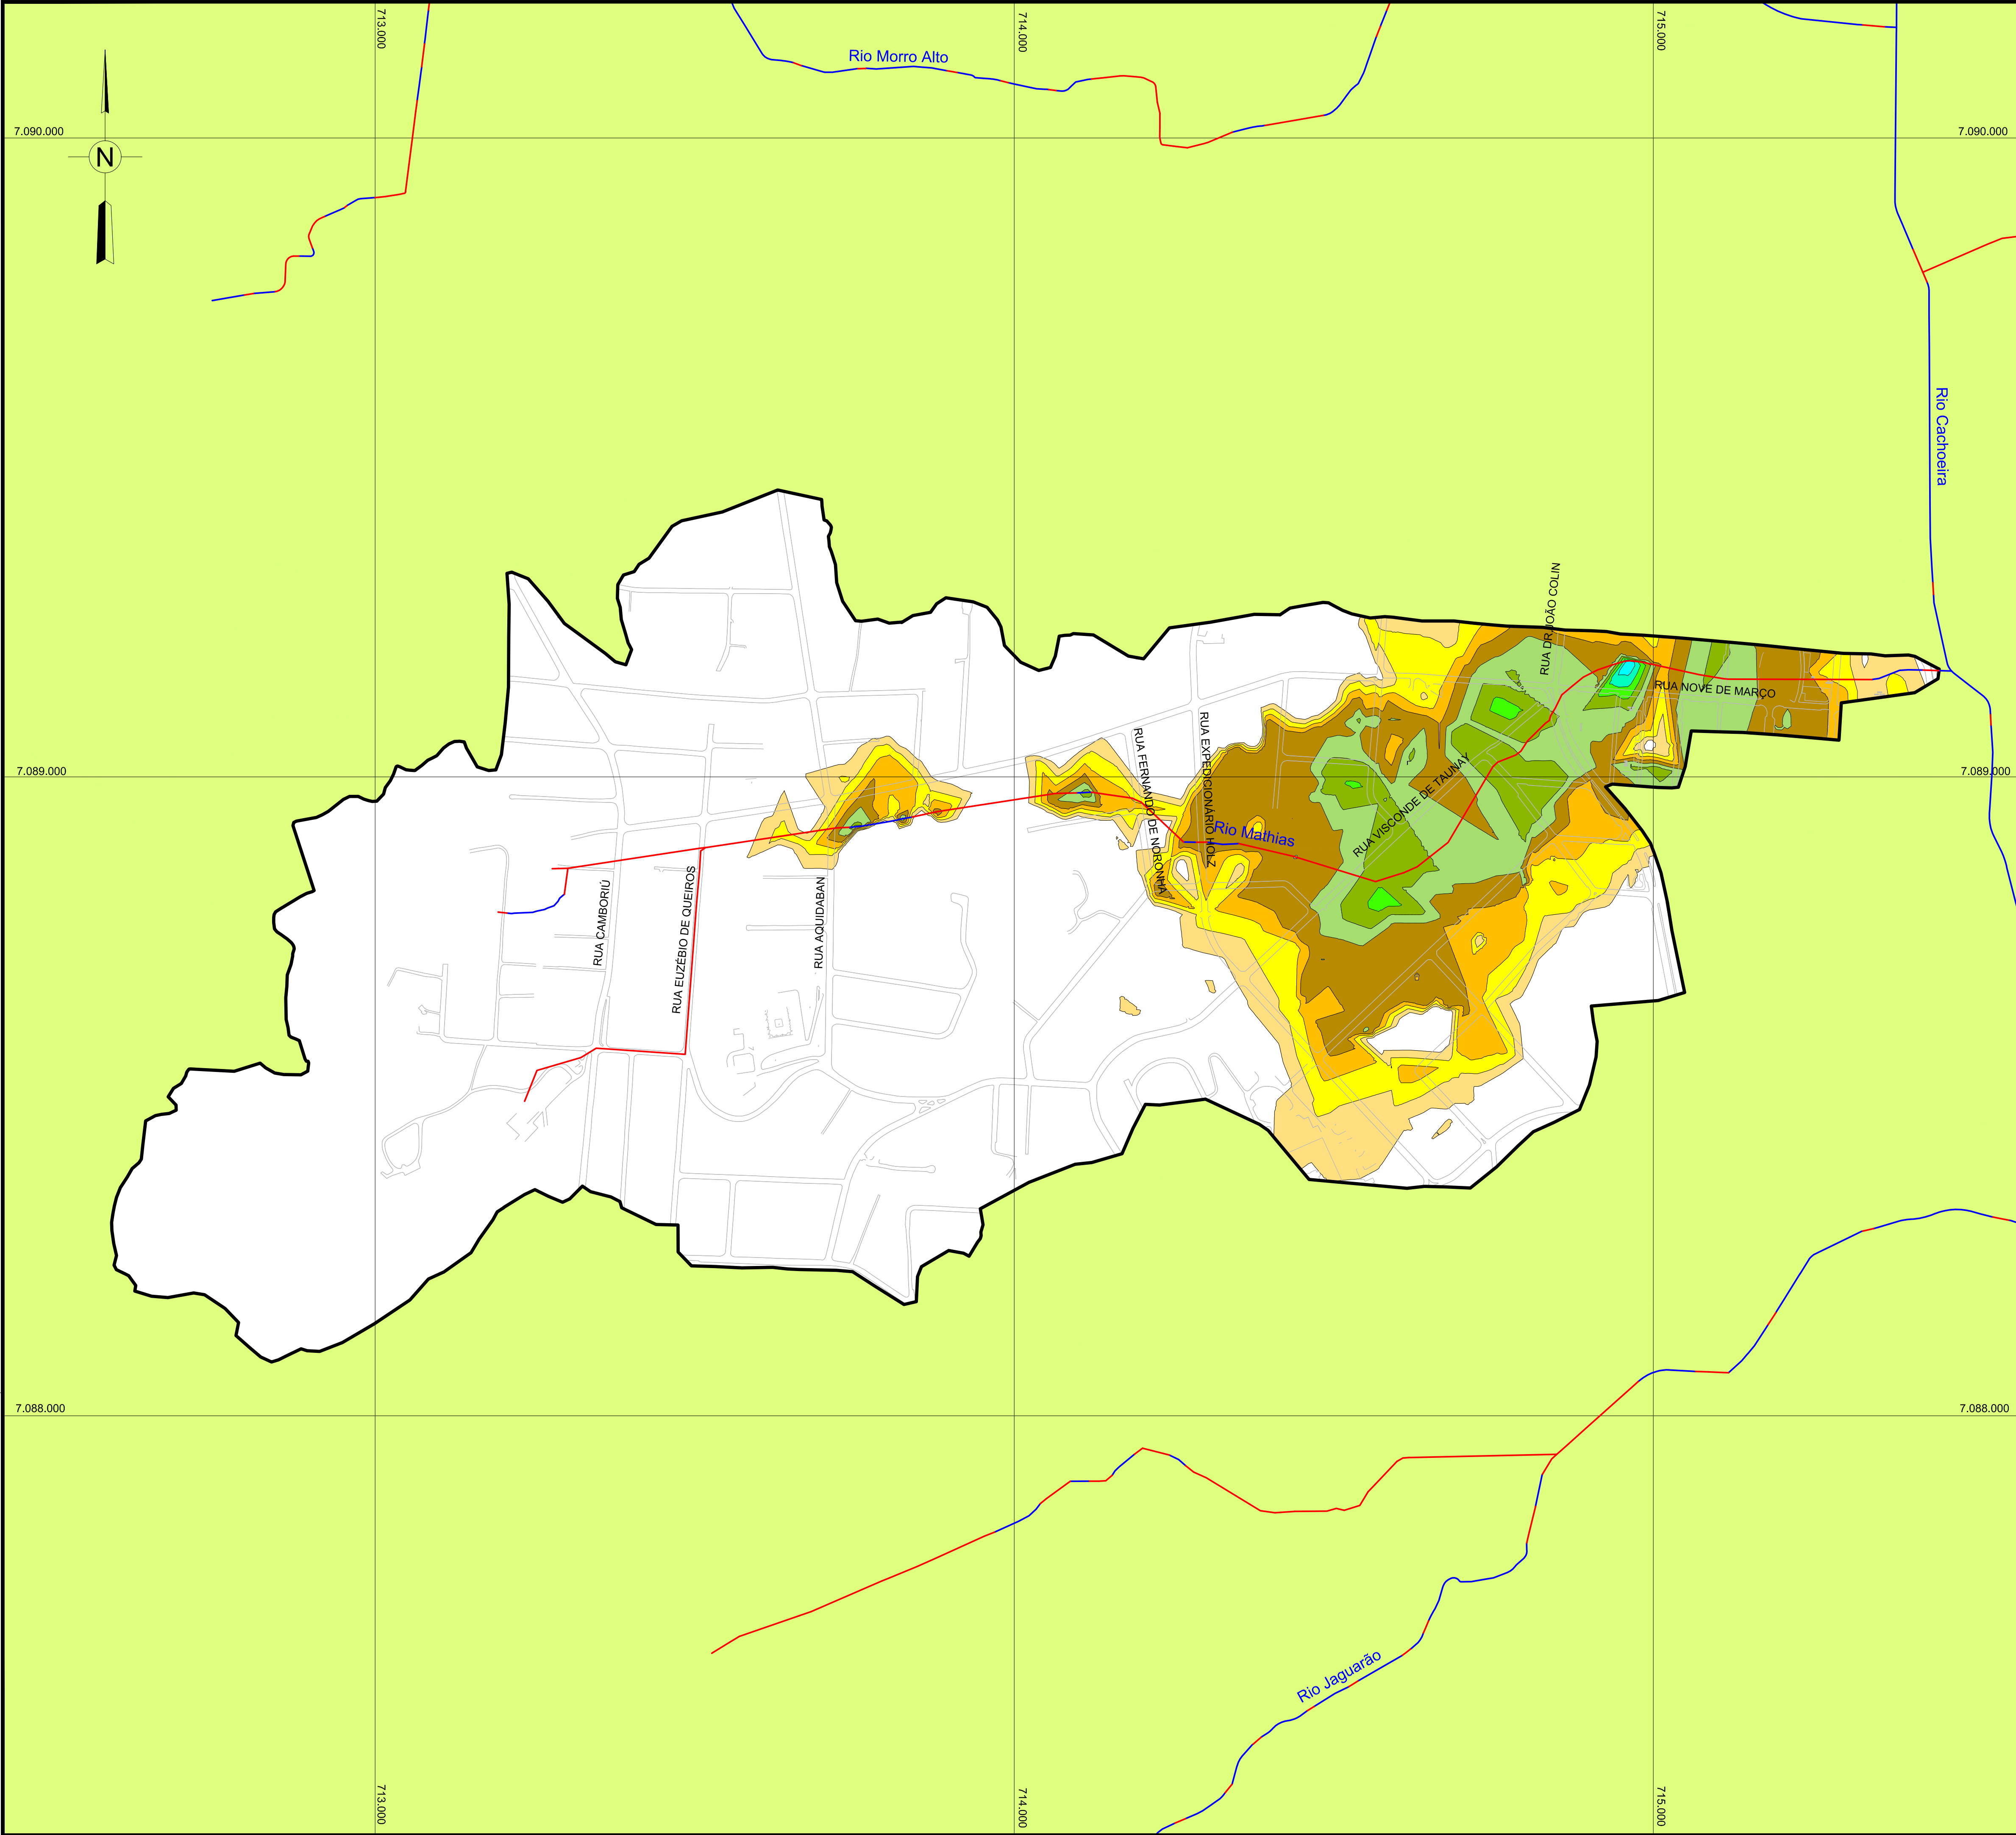 713.000
714.000
715.000
Rio Morro Alto
7.090.000
7.090.000
N
Rio Cachoeira
RUA DR.JOÃO COLIN
RUA NOVE DE MARÇO
7.089.000
7.089.000
RUA FERNANDO DE NORONHA
RUA EXPEDICIONÁRIO HOLZ
RUA VISCONDE DE TAUNAY
Rio Mathias
RUA CAMBORIÚ
RUA EUZÉBIO DE QUEIROS
RUA AQUIDABAN
7.088.000
7.088.000
Rio Jaguarão
713.000
714.000
715.000